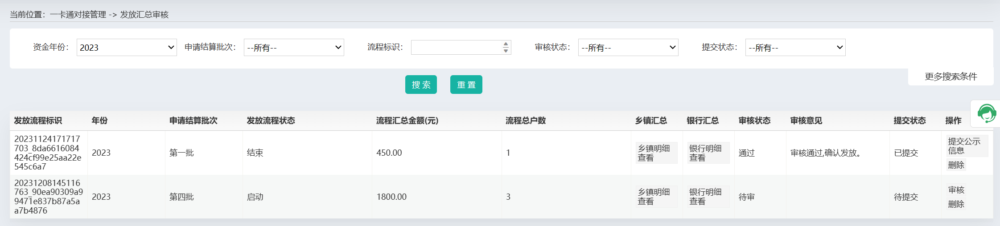 当前位置：一卡通对接管理 -> 发放汇总审核
资金年份： 2023 申请结算批次： --所有-- 流程标识： 审核状态： --所有-- 提交状态： --所有--
更多搜索条件
搜 索 重 置
发放流程标识 年份 申请结算批次 发放流程状态 流程汇总金额(元) 流程总户数 乡镇汇总 银行汇总 审核状态 审核意见 提交状态 操作
20231124171717
703_8da6616084
424cf99e25aa22e
545c6a7
2023 第一批 结束 450.00 1
乡镇明细
查看
银行明细
查看
通过 审核通过,确认发放。 已提交
提交公示
信息
删除
20231208145116
763_90ea90309a9
9471e837b87a5a
a7b4876
2023 第四批 启动 1800.00 3
乡镇明细
查看
银行明细
查看
待审 待提交
审核
删除